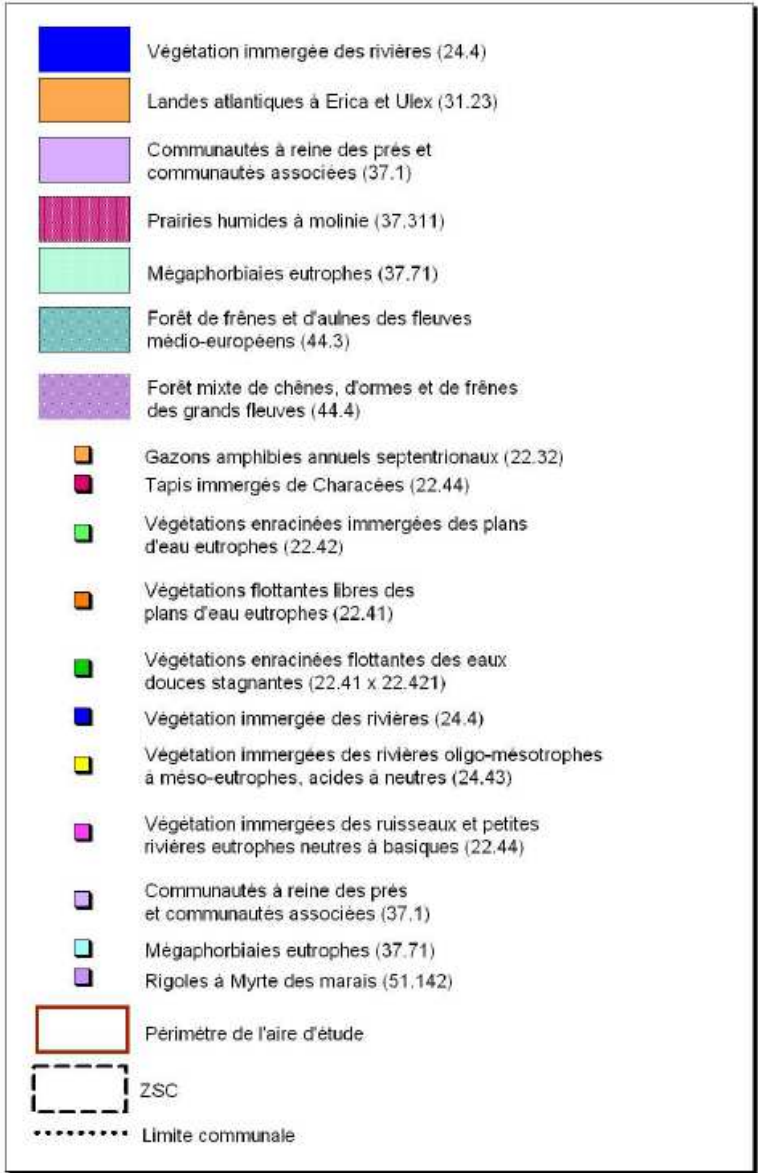 Végétation immergée des rivières (24.4)
Landes atlantiques à Erica et Ulex (31.23)
Communautés à reine des prés et
communautés associées (37.1)
Prairies humides à molinie (37.311)
Mégaphorbiaies eutrophes (37.71)
Forêt de frênes et d'aulnes des fleuves
médio-européens (44.3)
Forêt mixte de chênes, d'ormes et de frênes
des grands fleuves (44.4)
Gazons amphibies annuels septentrionaux (22.32)
Tapis immergés de Characées (22.44)
Végétations enracinées immergées des plans
d'eau eutrophes (22.42)
Végétations flottantes libres des
plans d'eau eutrophes (22.41)
Végétations enracinées flottantes des eaux
douces stagnantes (22.41 x 22.421)
Végétation immergée des rivières (24.4)
Végétation immergées des rivières oligo-mésotrophes
à méso-eutrophes, acides à neutres (24.43)
Végétation immergées des ruisseaux et petites
rivières eutrophes neutres à basiques (22.44)
Communautés à reine des prés
et communautés associées (37.1)
Mégaphorbiaies eutrophes (37.71)
Rigoles à Myrte des marais (51.142)
Périmètre de l'aire d'étude
ZSC
Limite communale